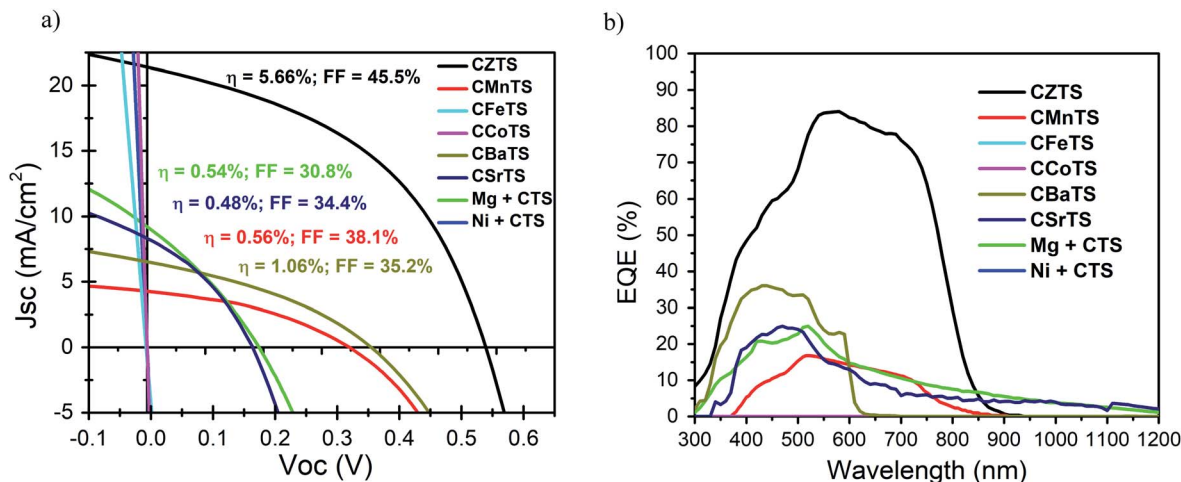 a)
20
15
10
5
0
-5
Jsc (mA/cm²)
-0.1
0.0
0.1
0.2
0.3
0.4
0.5
0.6
Voc (V)
η = 5.66%; FF = 45.5%
η = 0.54%; FF = 30.8%
η = 0.48%; FF = 34.4%
η = 0.56%; FF = 38.1%
η = 1.06%; FF = 35.2%
CZTS
CMnTS
CFeTS
CCoTS
CBaTS
CSrTS
Mg + CTS
Ni + CTS
b)
100
90
80
70
60
50
40
30
20
10
0
EQE (%)
300
400
500
600
700
800
900
1000
1100
1200
Wavelength (nm)
CZTS
CMnTS
CFeTS
CCoTS
CBaTS
CSrTS
Mg + CTS
Ni + CTS